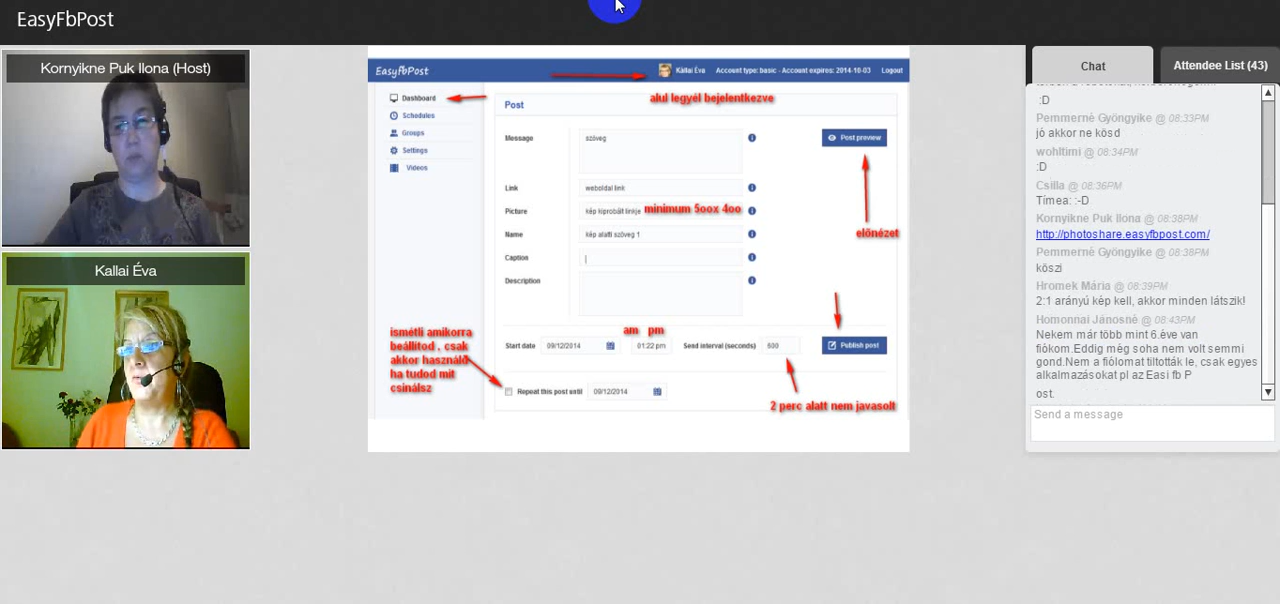 EasyFbPost
Kornyikne Puk Ilona (Host)
Kallai Éva
EasyfbPost
Kállai Éva
Account type: basic - Account expires: 2014-10-03
Logout
alul legyél bejelentkezve
Dashboard
Schedules
Groups
Settings
Videos
Post
Message
szöveg
Post preview
Link
weboldal link
Picture
kép kipróbált linkje
minimum 5oox 4oo
előnézet
Name
kép alatti szöveg 1
Caption
Description
ismétli amikorra
beállítod , csak
akkor használd
ha tudod mit
csinálsz
am pm
Start date
09/12/2014
01:22 pm
Send interval (seconds)
600
Publish post
Repeat this post until
09/12/2014
2 perc alatt nem javasolt
Chat
Attendee List (43)
:D
Pemmerné Gyöngyike @ 08:33PM
jó akkor ne kösd
wohltimi @ 08:34PM
:D
Csilla @ 08:36PM
Tímea: :-D
Kornyikne Puk Ilona @ 08:38PM
http://photoshare.easyfbpost.com/
Pemmerné Gyöngyike @ 08:38PM
köszi
Hromek Mária @ 08:39PM
2:1 arányú kép kell, akkor minden látszik!
Homonnai Jánosné @ 08:43PM
Nekem már több mint 6.éve van
fiókom.Eddig még soha nem volt semmi
gond.Nem a fiólomat tiltották le, csak egyes
alkalmazásokat pl az Easi fb P
ost.
Send a message